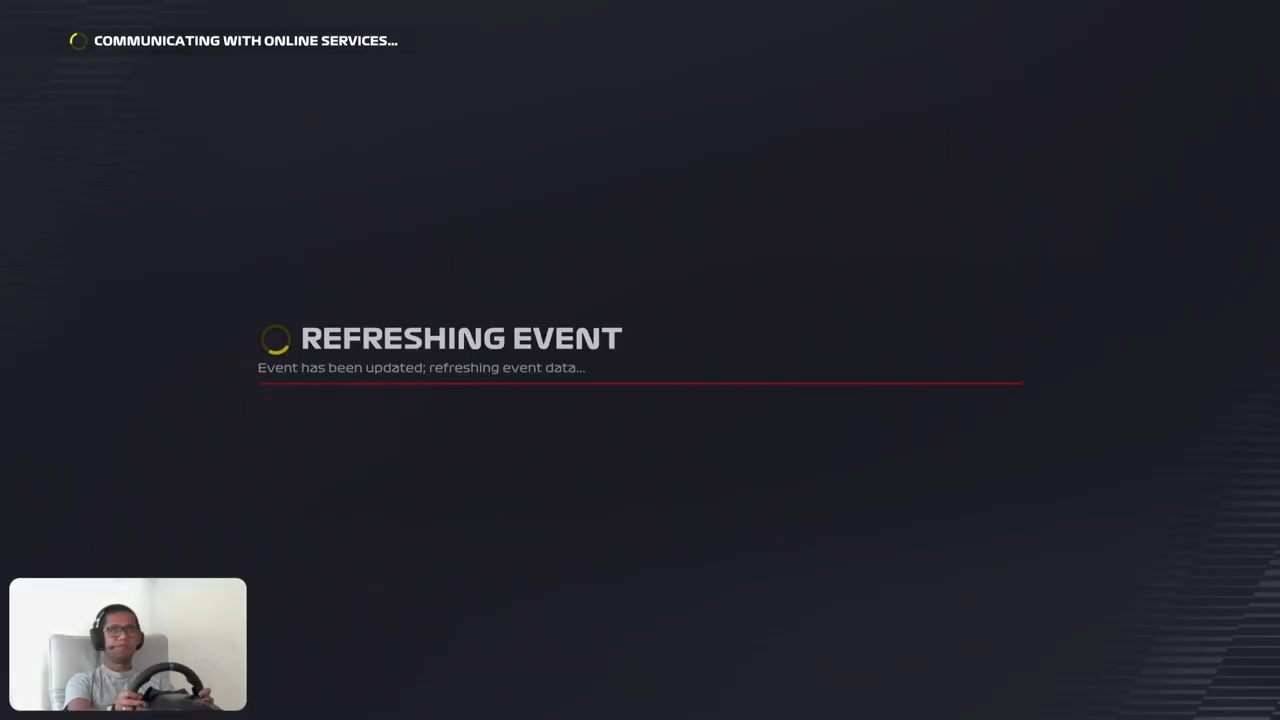 COMMUNICATING WITH ONLINE SERVICES...
REFRESHING EVENT
Event has been updated; refreshing event data...